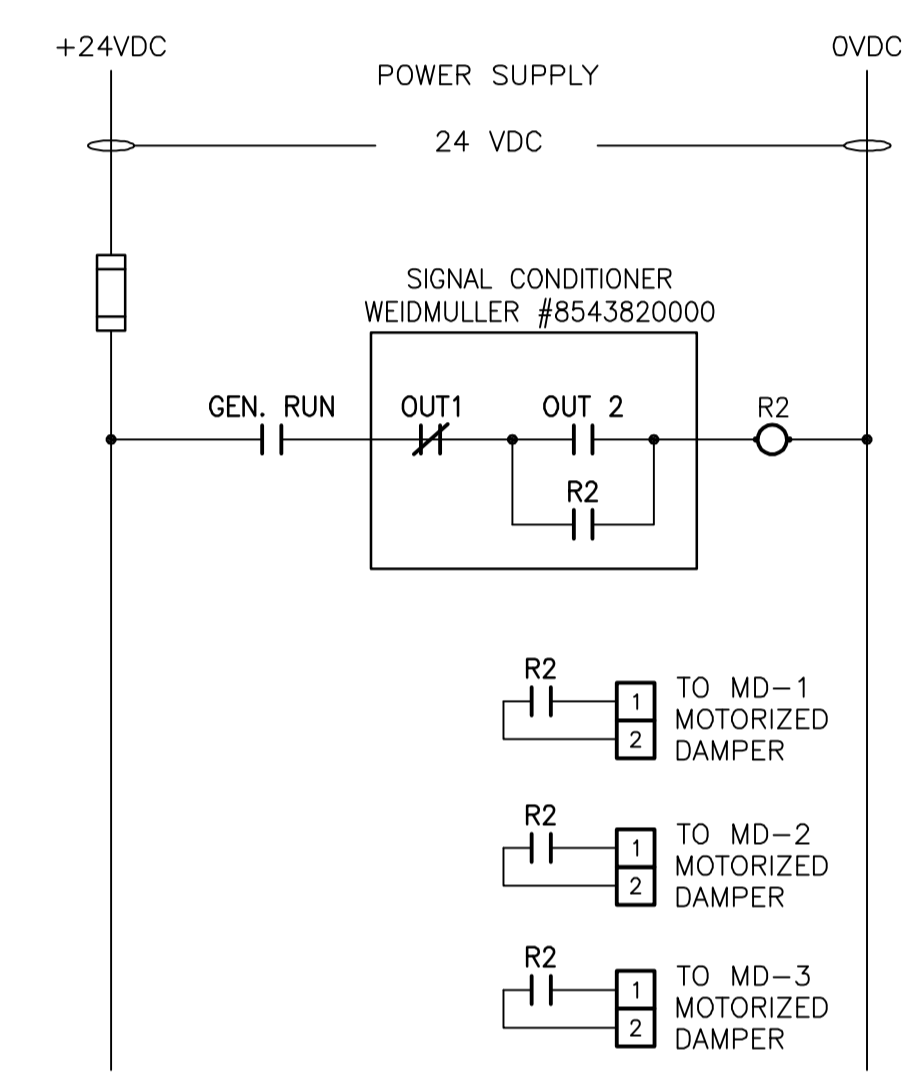 +24VDC
0VDC
POWER SUPPLY
24 VDC
SIGNAL CONDITIONER
WEIDMULLER #8543820000
GEN. RUN
OUT1
OUT 2
R2
R2
R2
1
2
TO MD-1
MOTORIZED
DAMPER
R2
1
2
TO MD-2
MOTORIZED
DAMPER
R2
1
2
TO MD-3
MOTORIZED
DAMPER